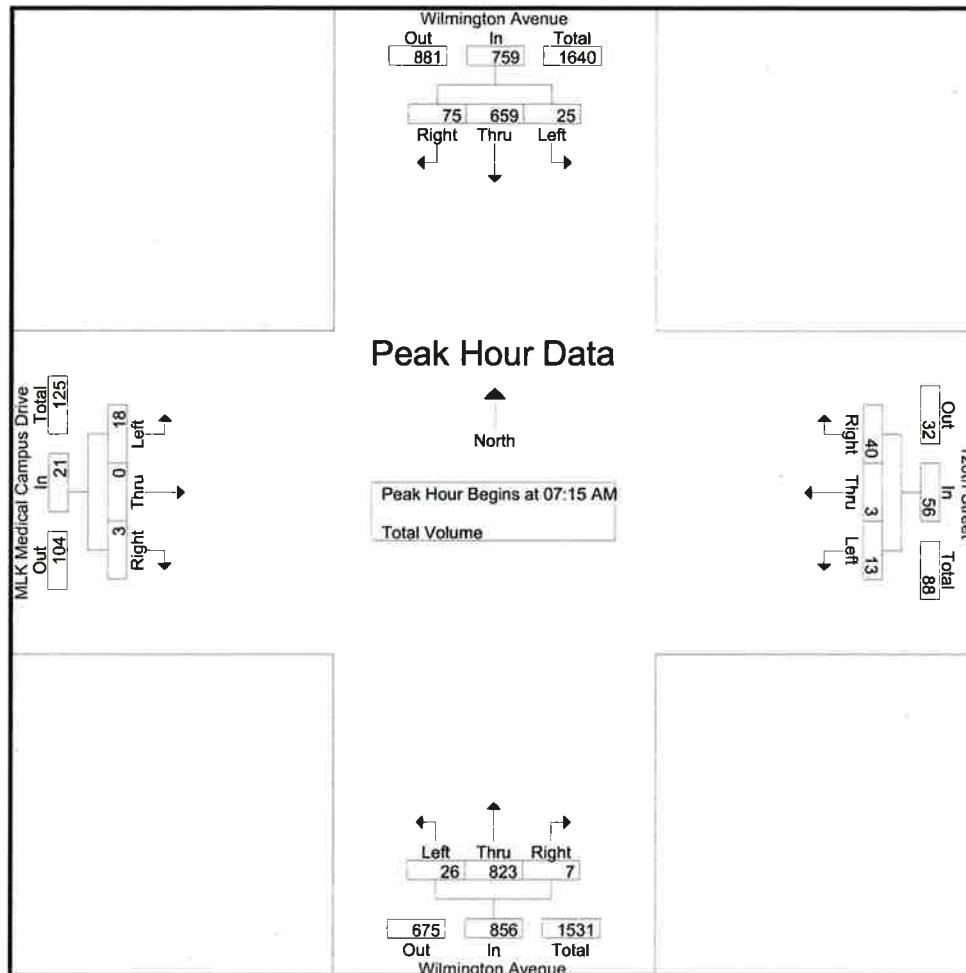 Wilmington Avenue
Out In Total
881 759 1640
75 659 25
Right Thru Left
Peak Hour Data
North
Peak Hour Begins at 07:15 AM
Total Volume
MLK Medical Campus Drive
Out In Total
104 21 125
18 0 3
Left Thru Right
Out In Total
32 56 88
Street
40 3 13
Right Thru Left
Left Thru Right
26 823 7
675 856 1531
Out In Total
Wilmington Avenue